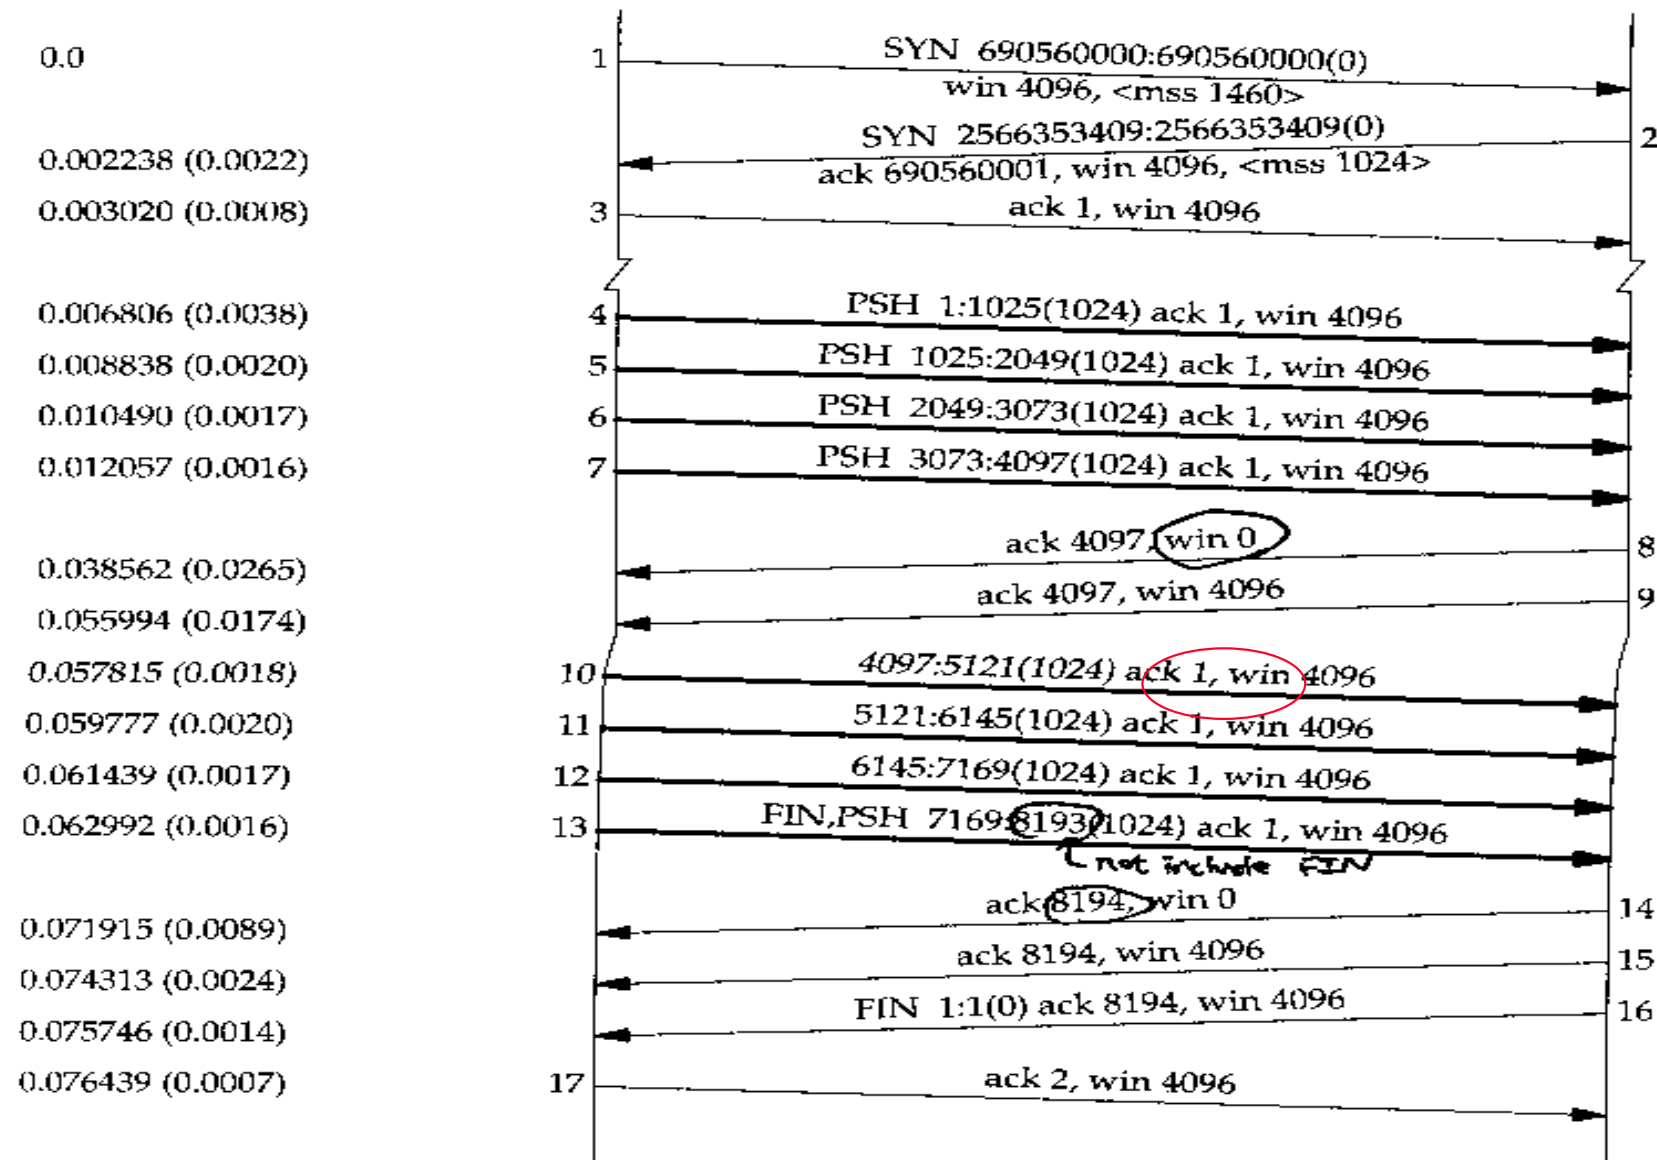 0.0 1 SYN 690560000:690560000(0)
win 4096, <mss 1460>
SYN 2566353409:2566353409(0) 2
0.002238 (0.0022) ack 690560001, win 4096, <mss 1024>
0.003020 (0.0008) 3 ack 1, win 4096
0.006806 (0.0038) 4 PSH 1:1025(1024) ack 1, win 4096
0.008838 (0.0020) 5 PSH 1025:2049(1024) ack 1, win 4096
0.010490 (0.0017) 6 PSH 2049:3073(1024) ack 1, win 4096
0.012057 (0.0016) 7 PSH 3073:4097(1024) ack 1, win 4096
ack 4097, win 0 8
0.038562 (0.0265)
ack 4097, win 4096 9
0.055994 (0.0174)
0.057815 (0.0018) 10 4097:5121(1024) ack 1, win 4096
0.059777 (0.0020) 11 5121:6145(1024) ack 1, win 4096
0.061439 (0.0017) 12 6145:7169(1024) ack 1, win 4096
0.062992 (0.0016) 13 FIN,PSH 7169:8193(1024) ack 1, win 4096
not include FIN
ack 8194, win 0 14
0.071915 (0.0089)
ack 8194, win 4096 15
0.074313 (0.0024)
FIN 1:1(0) ack 8194, win 4096 16
0.075746 (0.0014)
0.076439 (0.0007) 17 ack 2, win 4096